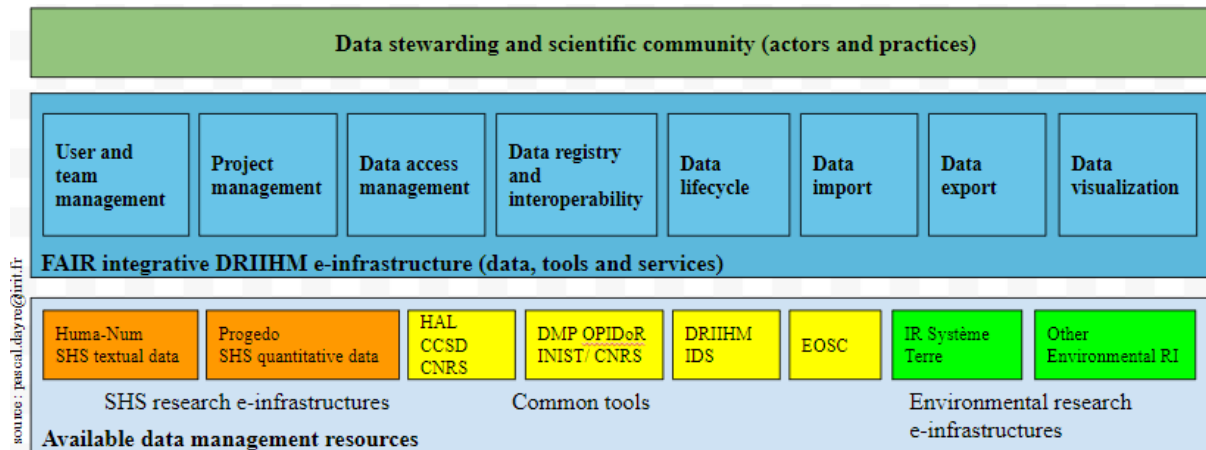 Data stewarding and scientific community (actors and practices)
User and
team
management
Project
management
Data access
management
Data registry
and
interoperability
Data
lifecycle
Data
import
Data
export
Data
visualization
FAIR integrative DRIIHM e-infrastructure (data, tools and services)
Huma-Num
SHS textual data
Progedo
SHS quantitative data
HAL
CCSD
CNRS
DMP OPIDoR
INIST/ CNRS
DRIIHM
IDS
EOSC
IR Système
Terre
Other
Environmental RI
SHS research e-infrastructures
Common tools
Environmental research
e-infrastructures
Available data management resources
source : pascal.dayre@irit.fr